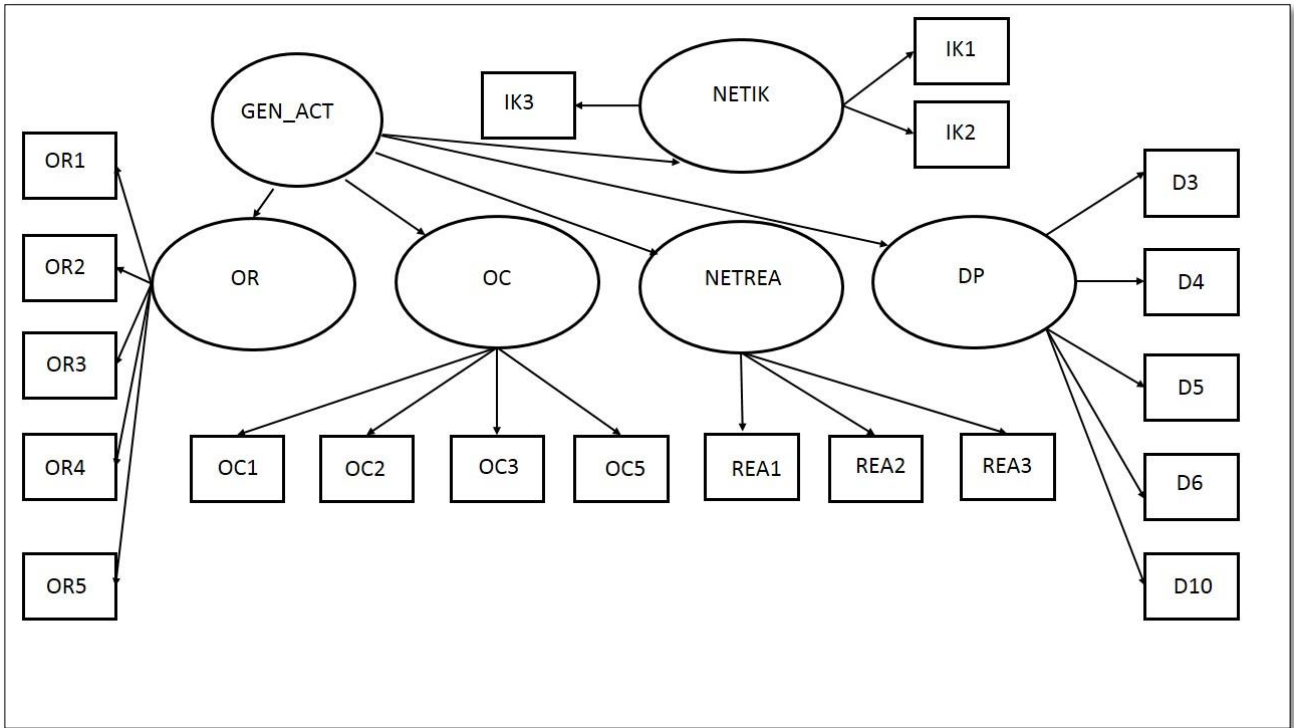 IK1
GEN_ACT
IK3
NETIK
IK2
OR1
D3
OR2
OR
OC
NETREA
DP
D4
OR3
D5
OR4
OC1
OC2
OC3
OC5
REA1
REA2
REA3
D6
OR5
D10